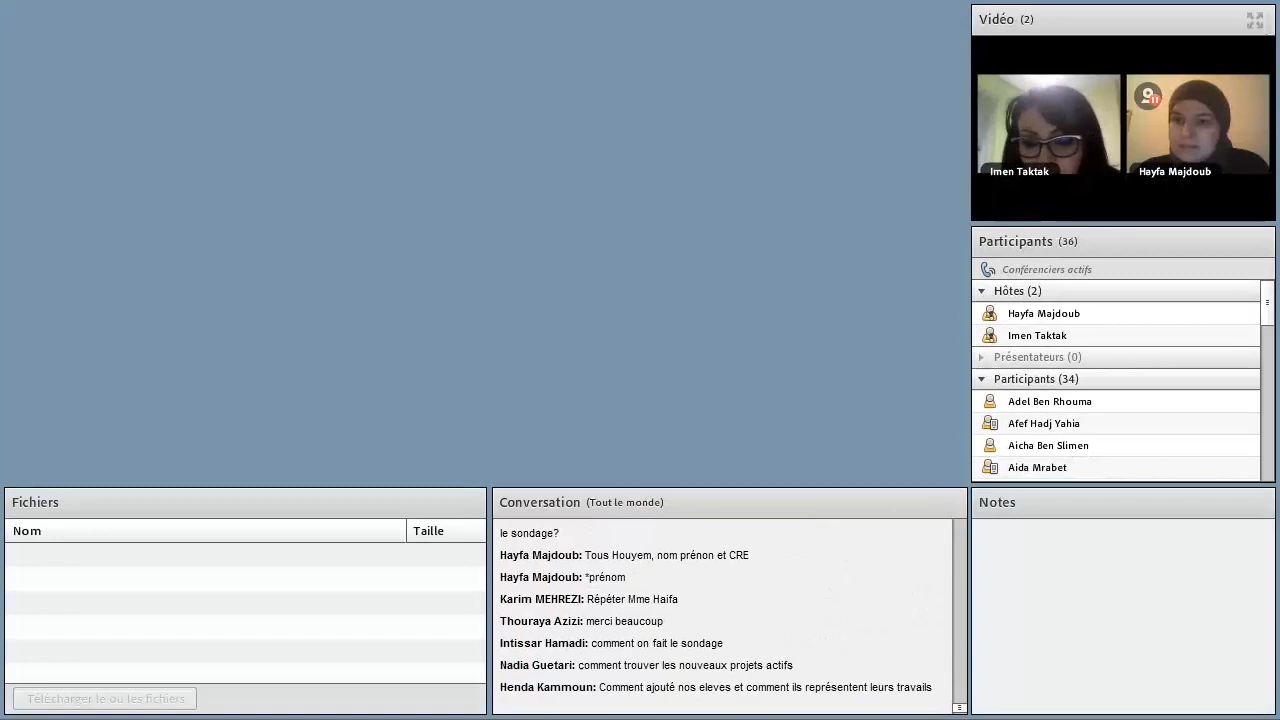 Vidéo (2)
Imen Taktak
Hayfa Majdoub
Participants (36)
Conférenciers actifs
Hôtes (2)
Hayfa Majdoub
Imen Taktak
Présentateurs (0)
Participants (34)
Adel Ben Rhouma
Afef Hadj Yahia
Aicha Ben Slimen
Aida Mrabet
Fichiers
Nom Taille
Télécharger le ou les fichiers
Conversation (Tout le monde)
le sondage?
Hayfa Majdoub: Tous Houyem, nom prénon et CRE
Hayfa Majdoub: *prénom
Karim MEHREZI: Répéter Mme Haifa
Thouraya Azizi: merci beaucoup
Intissar Hamadi: comment on fait le sondage
Nadia Guetari: comment trouver les nouveaux projets actifs
Henda Kammoun: Comment ajouté nos eleves et comment ils représentent leurs travails
Notes